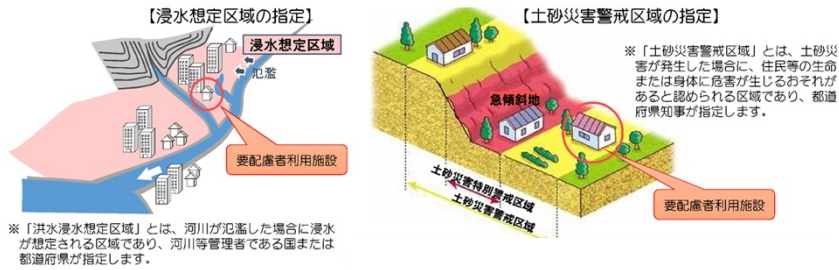 【浸水想定区域の指定】
浸水想定区域
氾濫
要配慮者利用施設
※「洪水浸水想定区域」とは、河川が氾濫した場合に浸水
が想定される区域であり、河川等管理者である国または
都道府県が指定します。
【土砂災害警戒区域の指定】
急傾斜地
土砂災害特別警戒区域
土砂災害警戒区域
要配慮者利用施設
※「土砂災害警戒区域」とは、土砂災
害が発生した場合に、住民等の生命
または身体に危害が生じるおそれが
あると認められる区域であり、都道
府県知事が指定します。